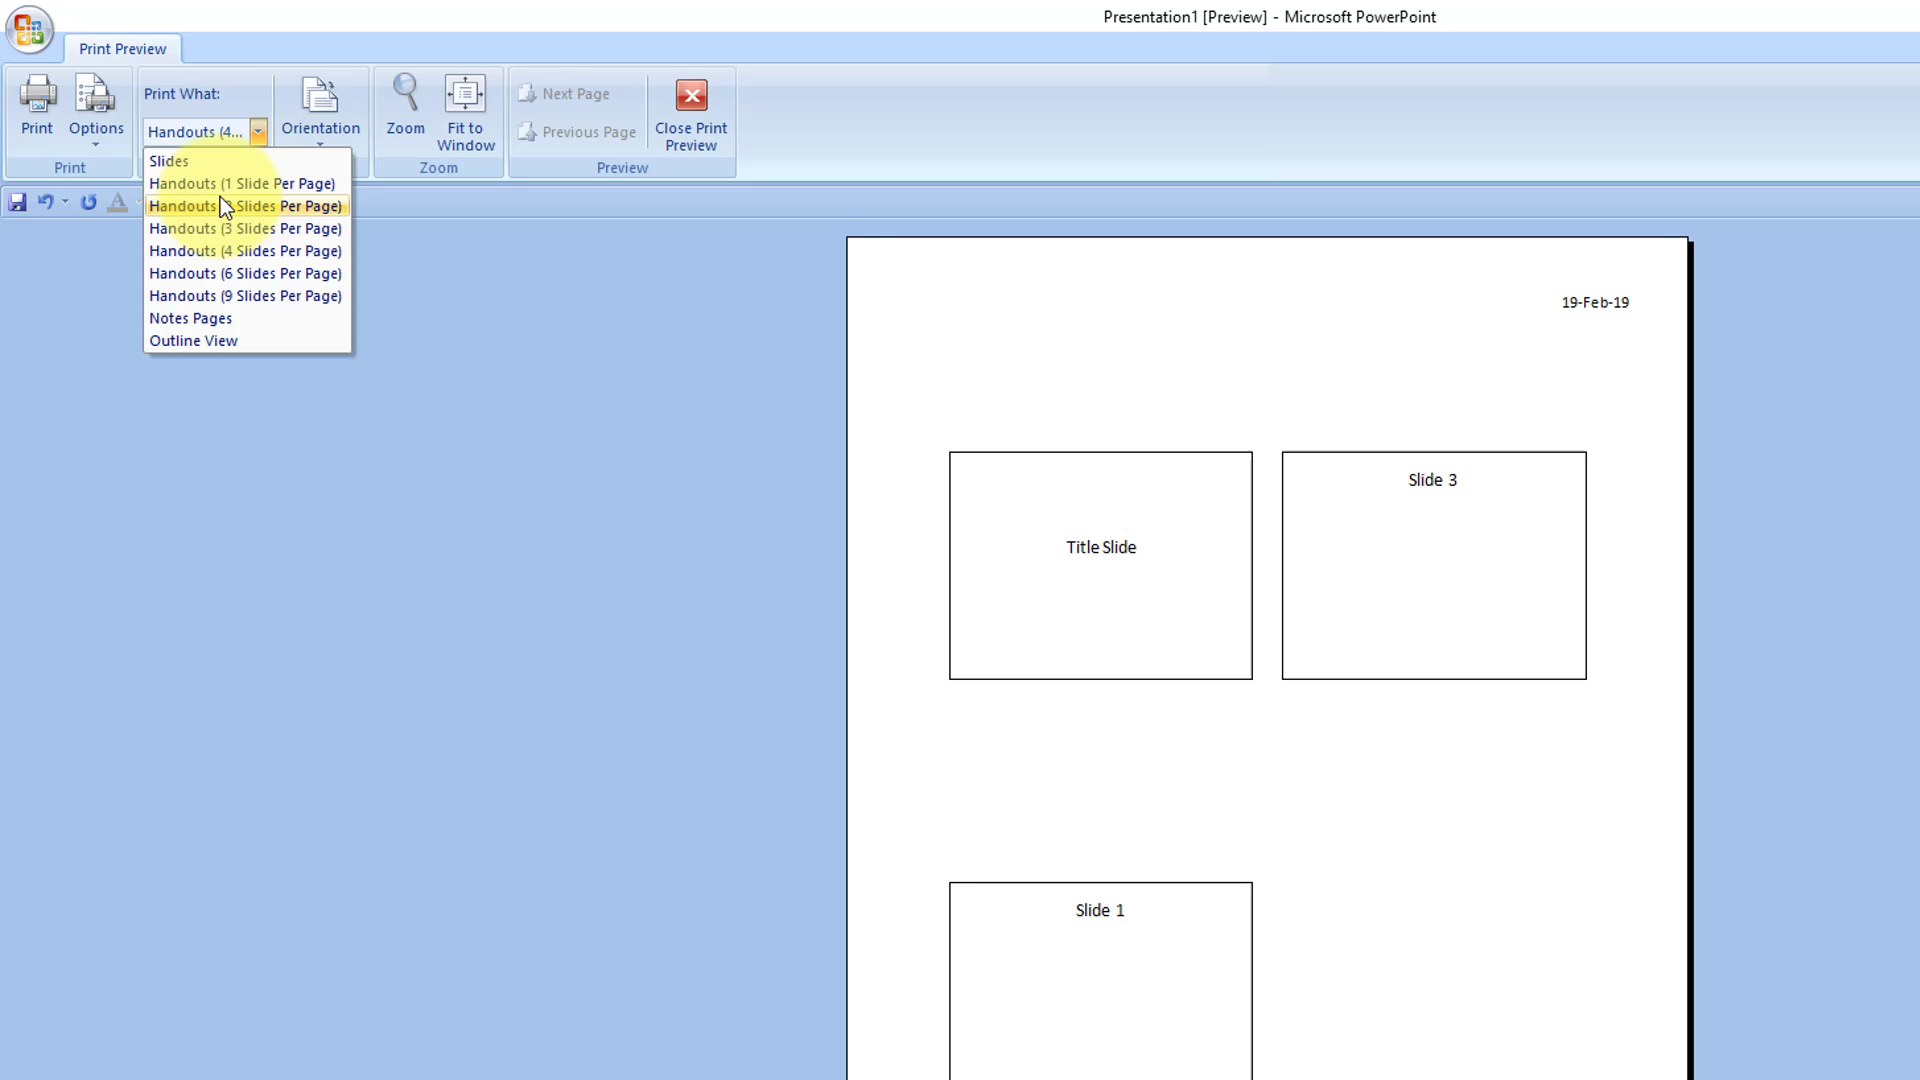 Presentation1 [Preview] - Microsoft PowerPoint
Print Preview
Print
Options
Print What:
Handouts (4...
Orientation
Zoom
Fit to
Window
Next Page
Previous Page
Close Print
Preview
Print
Zoom
Preview
Slides
Handouts (1 Slide Per Page)
Handouts Slides Per Page)
Handouts (3 Slides Per Page)
Handouts (4 Slides Per Page)
Handouts (6 Slides Per Page)
Handouts (9 Slides Per Page)
Notes Pages
Outline View
A
19-Feb-19
Title Slide
Slide 3
Slide 1